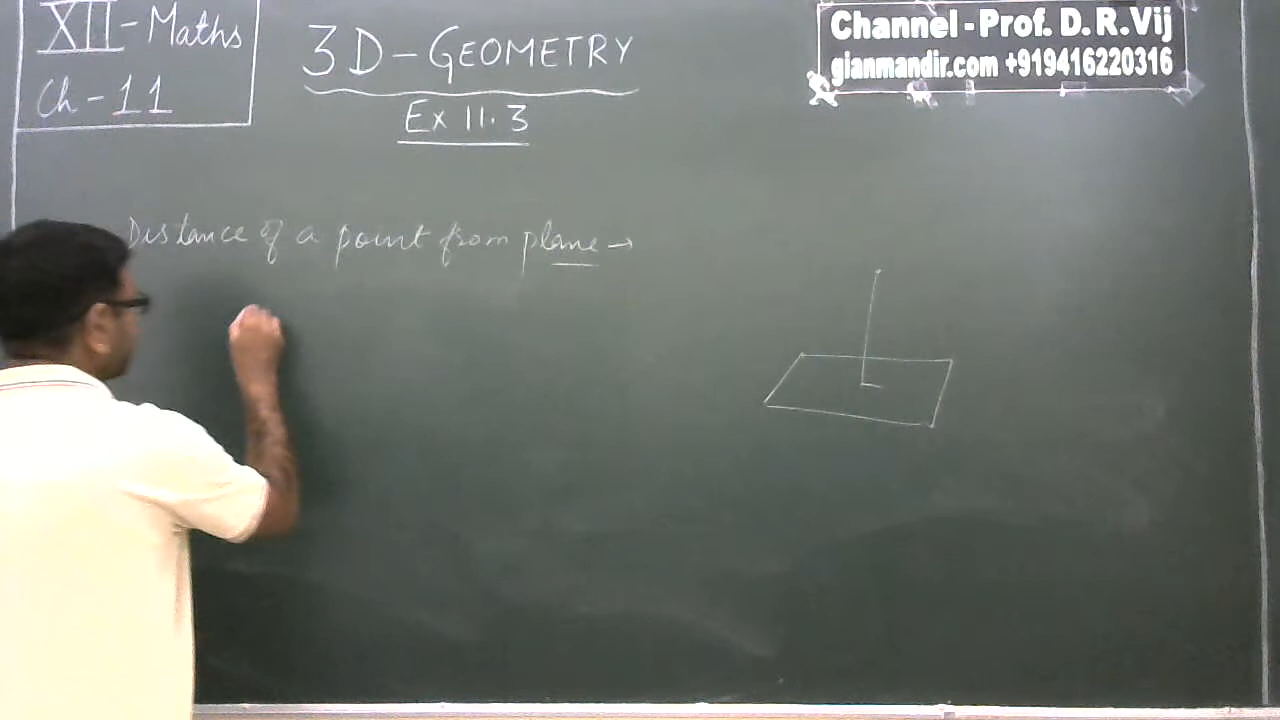 XII - Maths
Ch - 11
3D - GEOMETRY
Ex 11.3
Channel - Prof. D. R. Vij
gianmandir.com +919416220316
Distance of a point from plane →